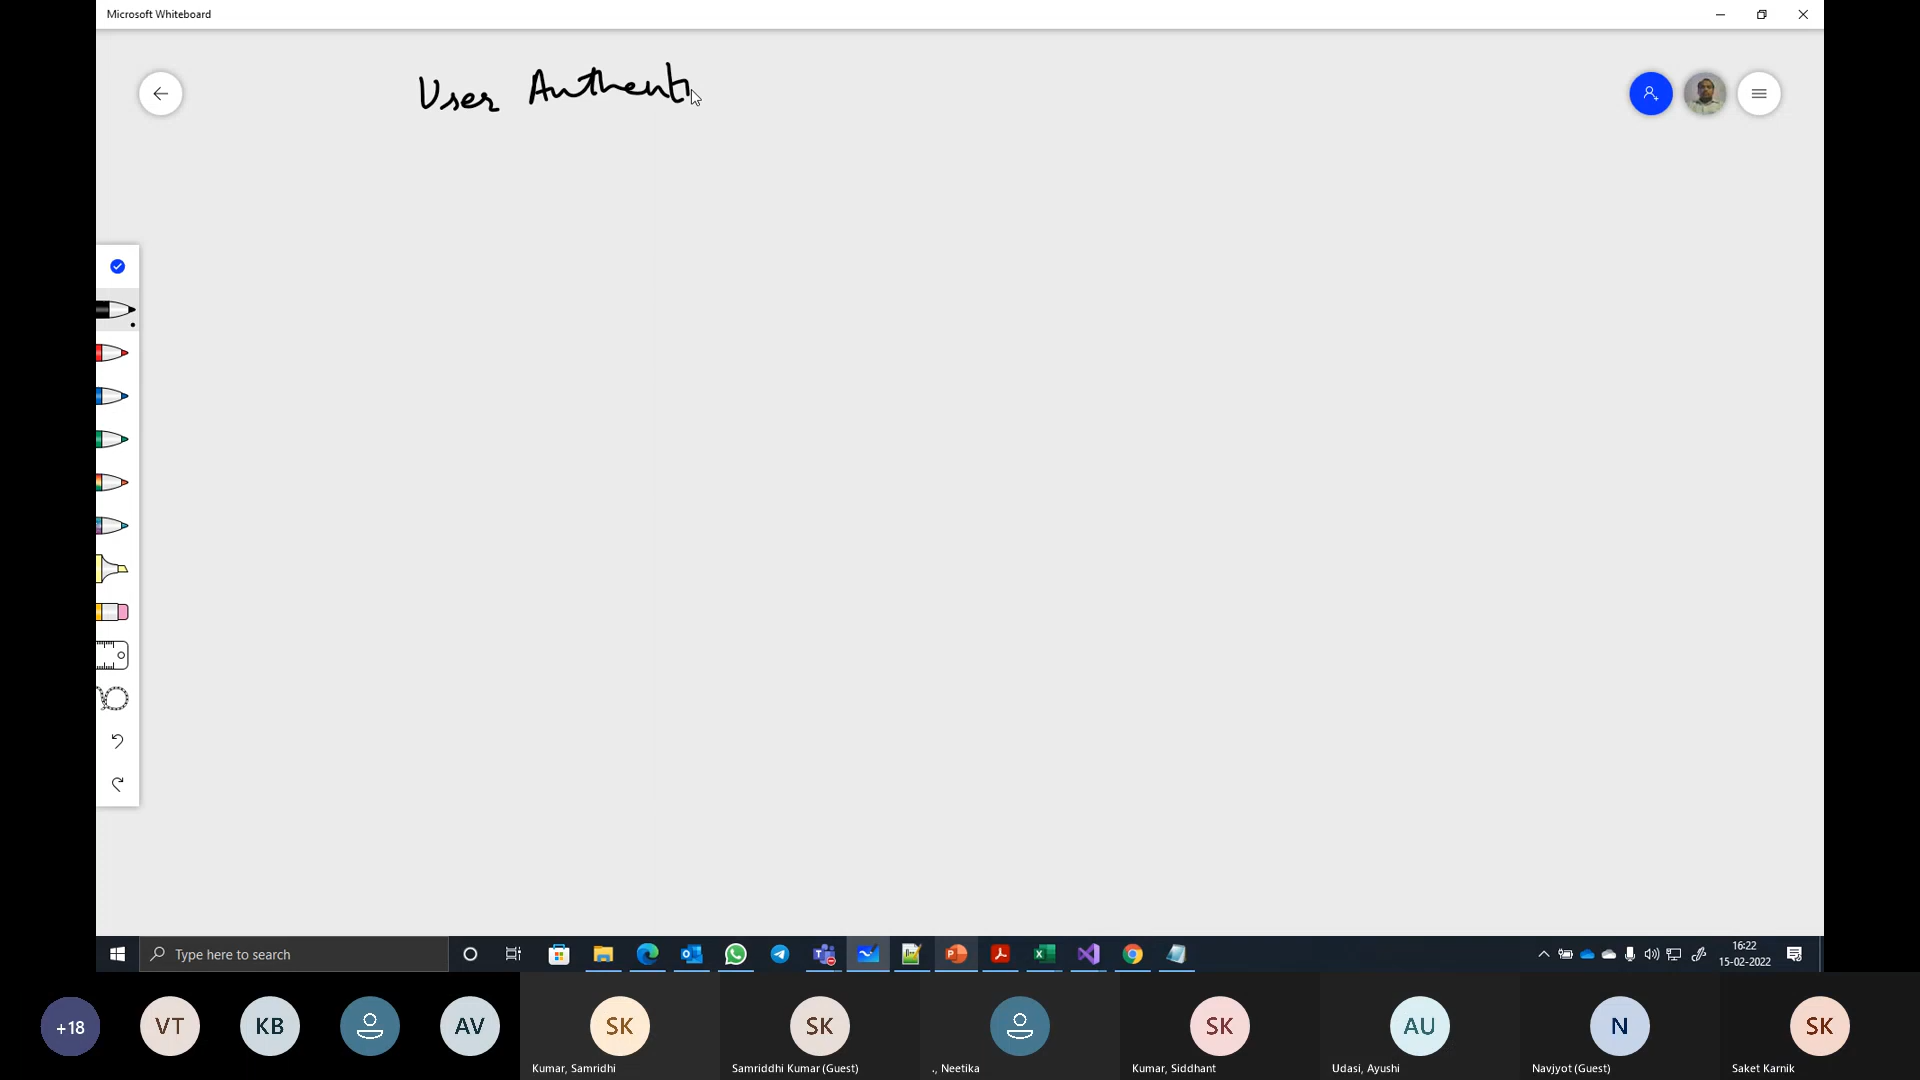 Microsoft Whiteboard
User Authenti
Type here to search
16:22
15-02-2022
+18
VT
KB
AV
SK
Kumar, Samridhi
SK
Samriddhi Kumar (Guest)
., Neetika
SK
Kumar, Siddhant
AU
Udasi, Ayushi
N
Navjyot (Guest)
SK
Saket Karnik